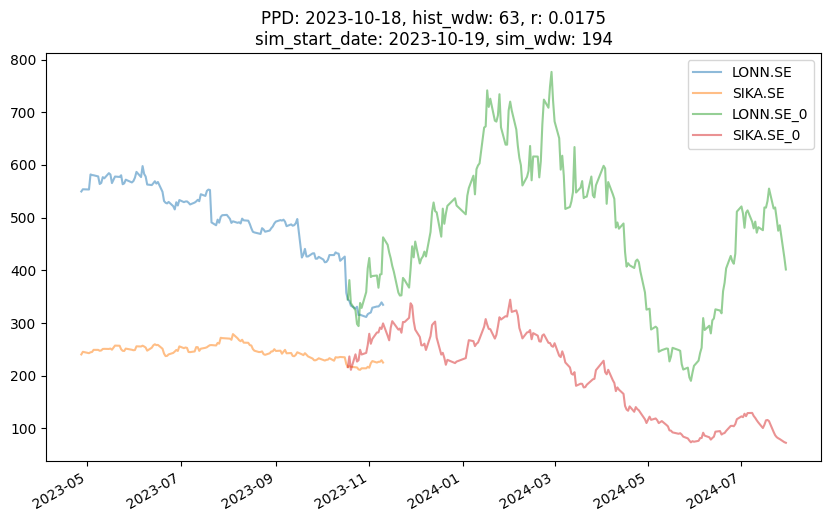 PPD: 2023-10-18, hist_wdw: 63, r: 0.0175
sim_start_date: 2023-10-19, sim_wdw: 194
LONN.SE
SIKA.SE
LONN.SE_0
SIKA.SE_0
800
700
600
500
400
300
200
100
2023-05
2023-07
2023-09
2023-11
2024-01
2024-03
2024-05
2024-07